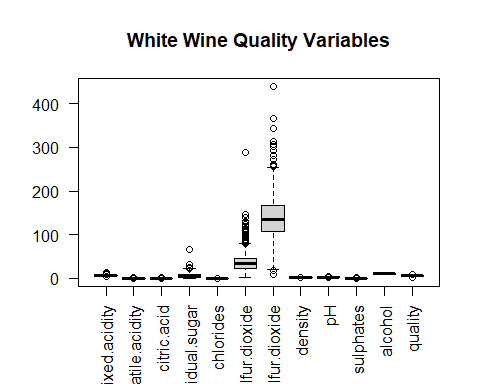 White Wine Quality Variables
400
300
200
100
0
ixed.acidity
atile.acidity
citric.acid
idual.sugar
chlorides
lfur.dioxide
lfur.dioxide
density
pH
sulphates
alcohol
quality